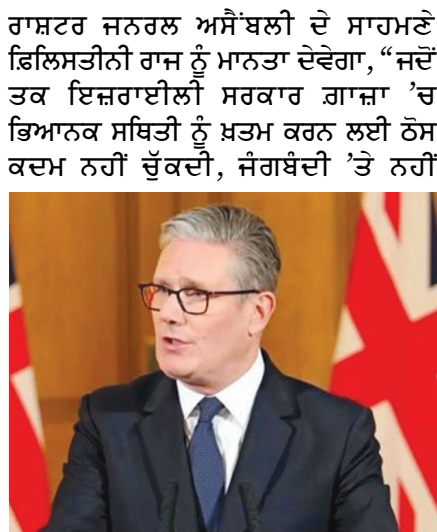 ਰਾਸ਼ਟਰ ਜਨਰਲ ਅਸੈਂਬਲੀ ਦੇ ਸਾਹਮਣੇ
ਫ਼ਿਲਿਸਤੀਨੀ ਰਾਜ ਨੂੰ ਮਾਨਤਾ ਦੇਵੇਗਾ, “ਜਦੋਂ
ਤਕ ਇਜ਼ਰਾਈਲੀ ਸਰਕਾਰ ਗ਼ਾਜ਼ਾ ’ਚ
ਭਿਆਨਕ ਸਥਿਤੀ ਨੂੰ ਖ਼ਤਮ ਕਰਨ ਲਈ ਠੋਸ
ਕਦਮ ਨਹੀਂ ਚੁੱਕਦੀ, ਜੰਗਬੰਦੀ ’ਤੇ ਨਹੀਂ